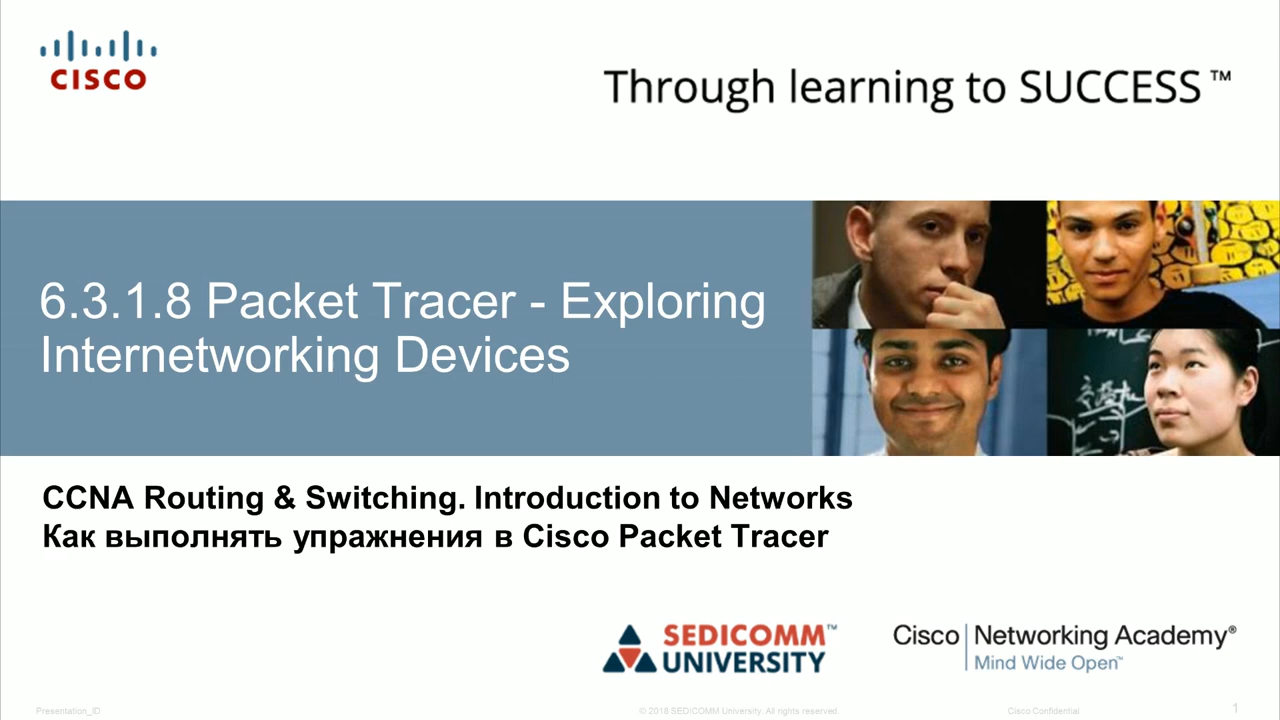 CISCO
Through learning to SUCCESS™
6.3.1.8 Packet Tracer - Exploring
Internetworking Devices
CCNA Routing & Switching. Introduction to Networks
Как выполнять упражнения в Cisco Packet Tracer
SEDICOMM™
UNIVERSITY
Cisco | Networking Academy®
Mind Wide Open™
Presentation_ID
© 2018 SEDICOMM University. All rights reserved.
Cisco Confidential
1